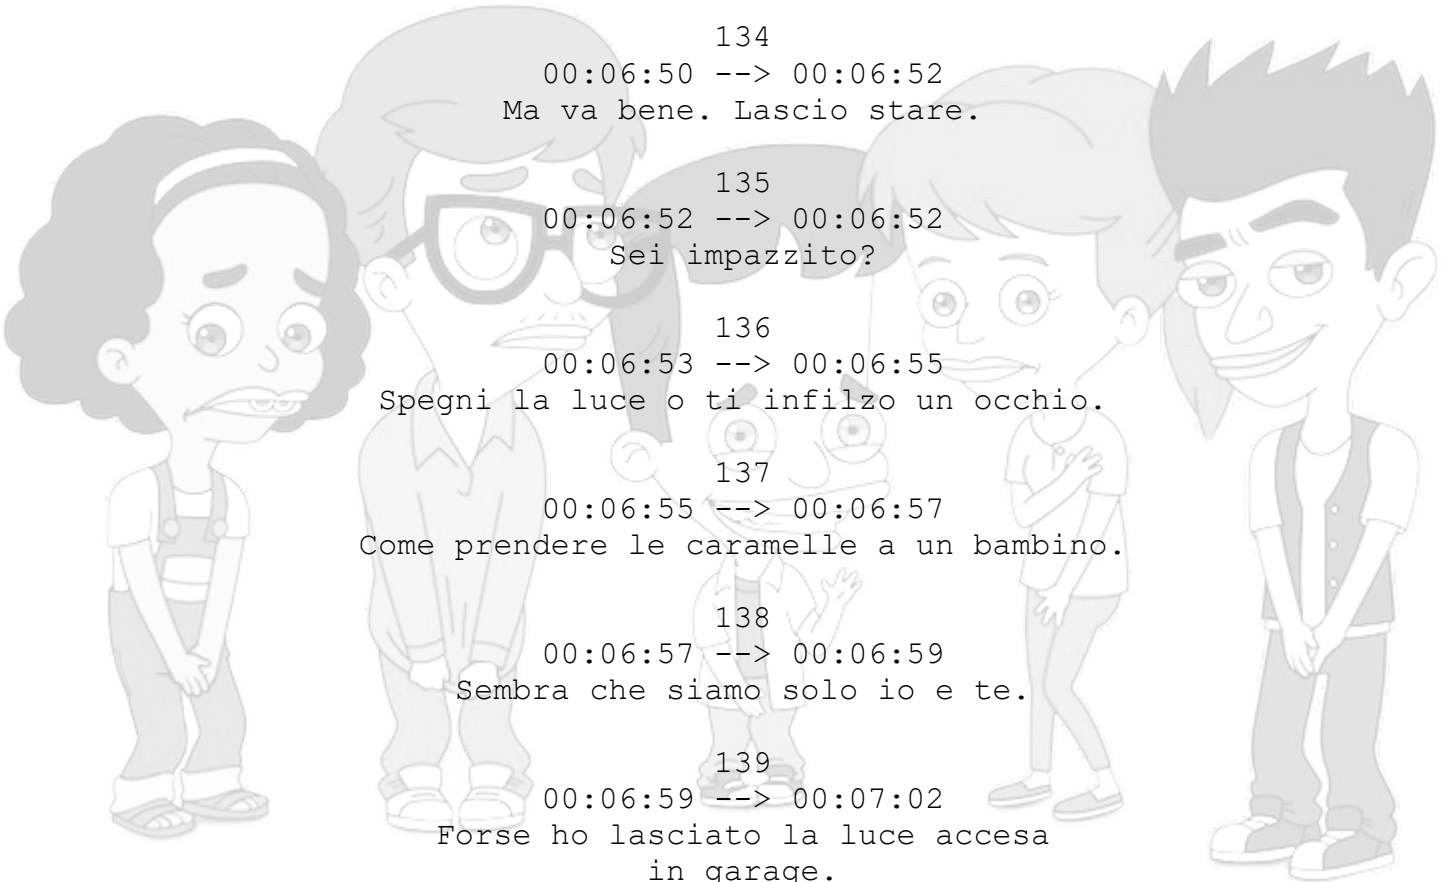 134
00:06:50 --> 00:06:52
Ma va bene. Lascio stare.
135
00:06:52 --> 00:06:52
Sei impazzito?
136
00:06:53 --> 00:06:55
Spegni la luce o ti infilzo un occhio.
137
00:06:55 --> 00:06:57
Come prendere le caramelle a un bambino.
138
00:06:57 --> 00:06:59
Sembra che siamo solo io e te.
139
00:06:59 --> 00:07:02
Forse ho lasciato la luce accesa
in garage.